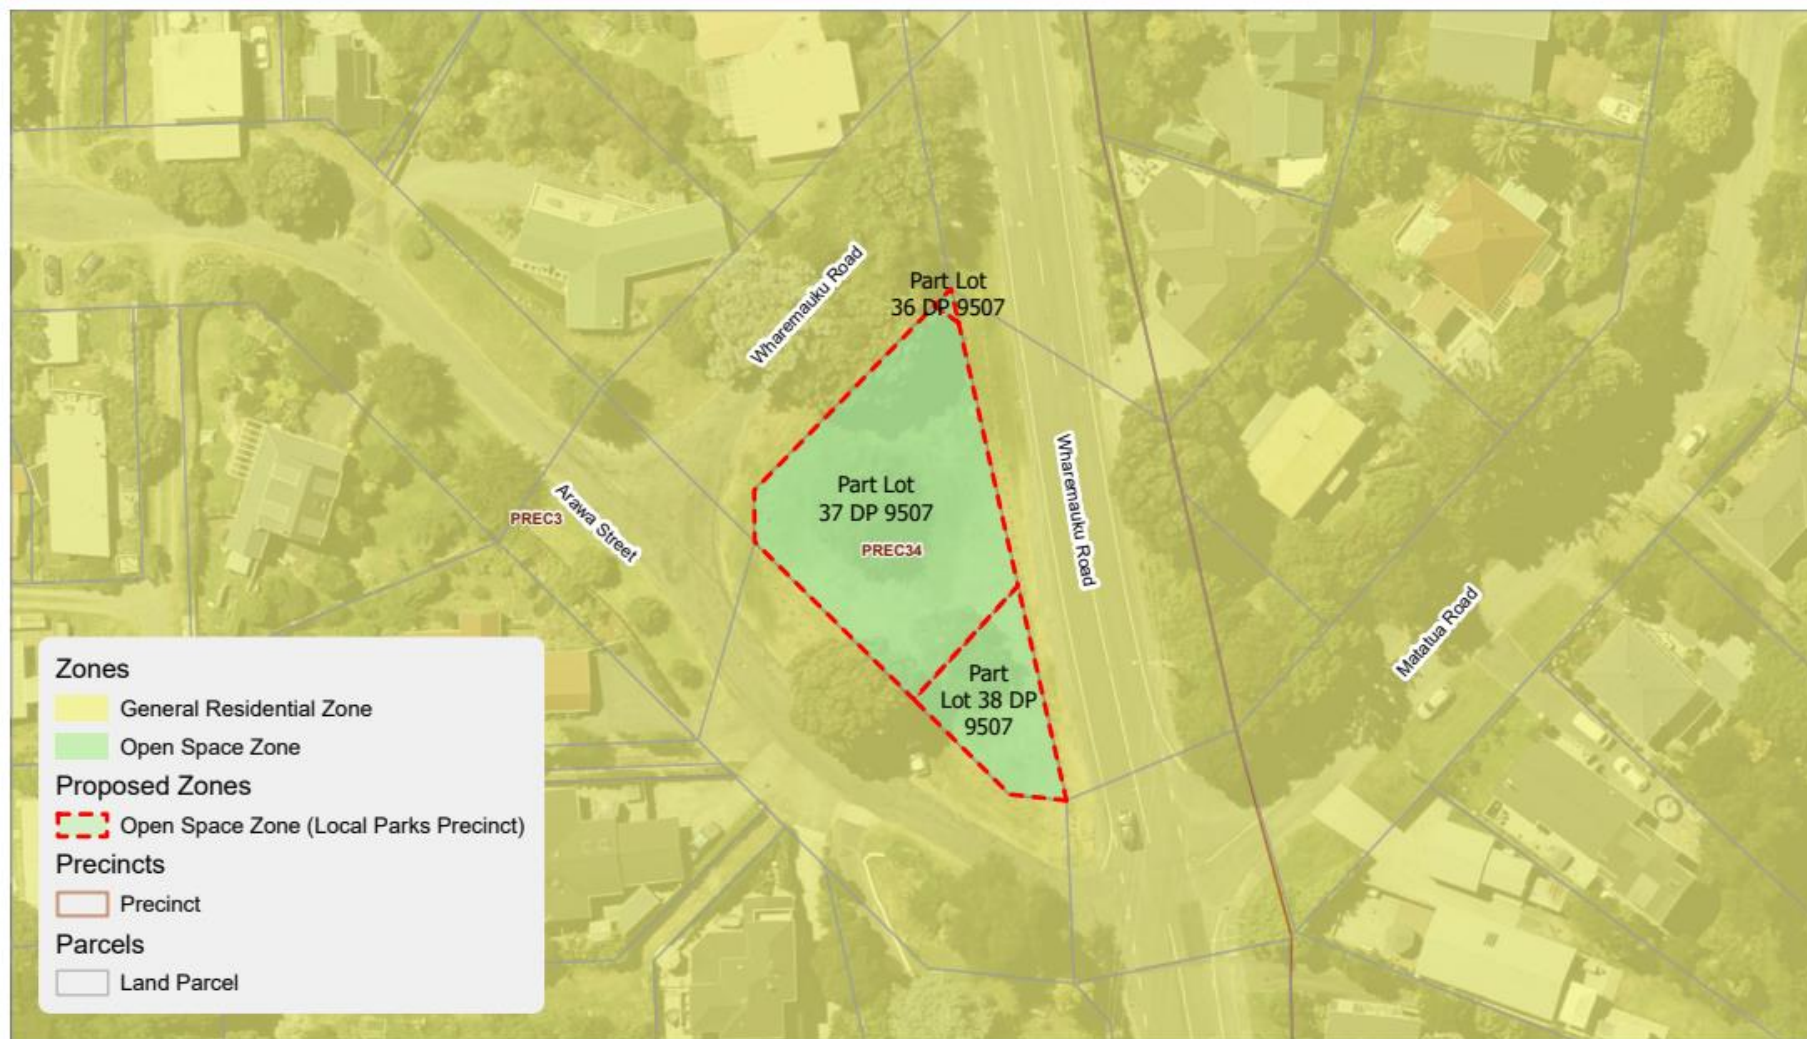 Wharemauku Road
Part Lot
36 DP 9507
Part Lot
37 DP 9507
PREC34
PREC3
Arawa Street
Wharemauku Road
Matatua Road
Part
Lot 38 DP
9507
Zones
General Residential Zone
Open Space Zone
Proposed Zones
Open Space Zone (Local Parks Precinct)
Precincts
Precinct
Parcels
Land Parcel